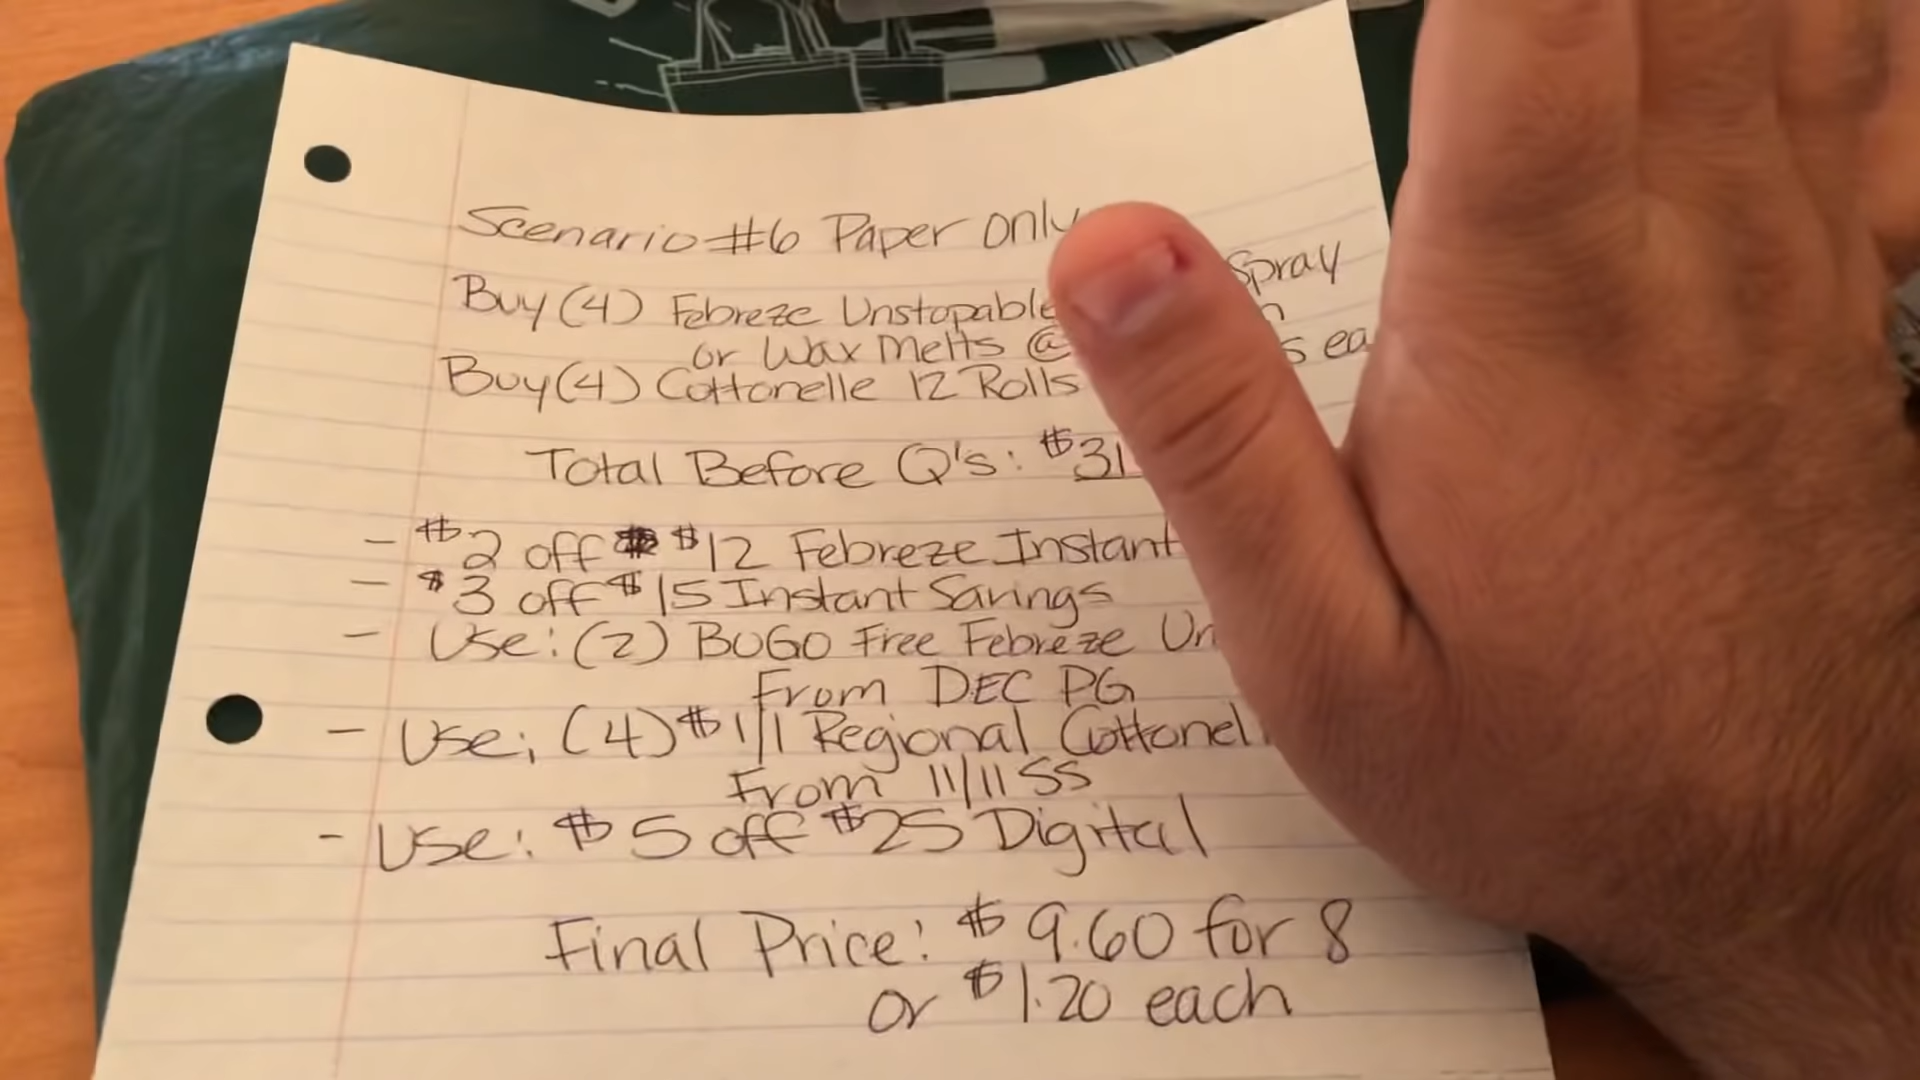 Scenario #6 Paper only
Buy (4) Febreze Unstopable Spray
or Wax Melts @ ea
Buy (4) Cottonelle 12 Rolls
Total Before Q's: $31
- $2 off $12 Febreze Instant
- $3 off $15 Instant Savings
- Use: (2) BOGO Free Febreze Un
From DEC PG
- Use; (4) $1/1 Regional Cottonel
From 11/11 SS
- Use: $5 off $25 Digital
Final Price: $9.60 for 8
or $1.20 each